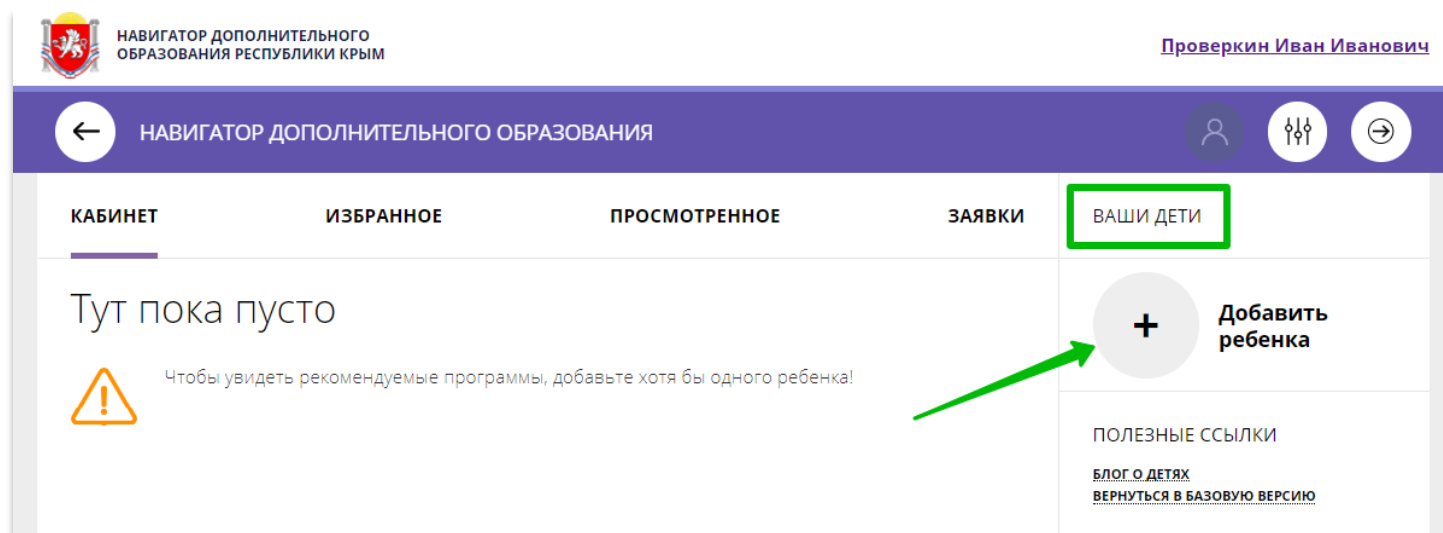 НАВИГАТОР ДОПОЛНИТЕЛЬНОГО
ОБРАЗОВАНИЯ РЕСПУБЛИКИ КРЫМ
Проверкин Иван Иванович
НАВИГАТОР ДОПОЛНИТЕЛЬНОГО ОБРАЗОВАНИЯ
КАБИНЕТ ИЗБРАННОЕ ПРОСМОТРЕННОЕ ЗАЯВКИ
ВАШИ ДЕТИ
Тут пока пусто
Чтобы увидеть рекомендуемые программы, добавьте хотя бы одного ребенка!
Добавить
ребенка
ПОЛЕЗНЫЕ ССЫЛКИ
БЛОГ О ДЕТЯХ
ВЕРНУТЬСЯ В БАЗОВУЮ ВЕРСИЮ